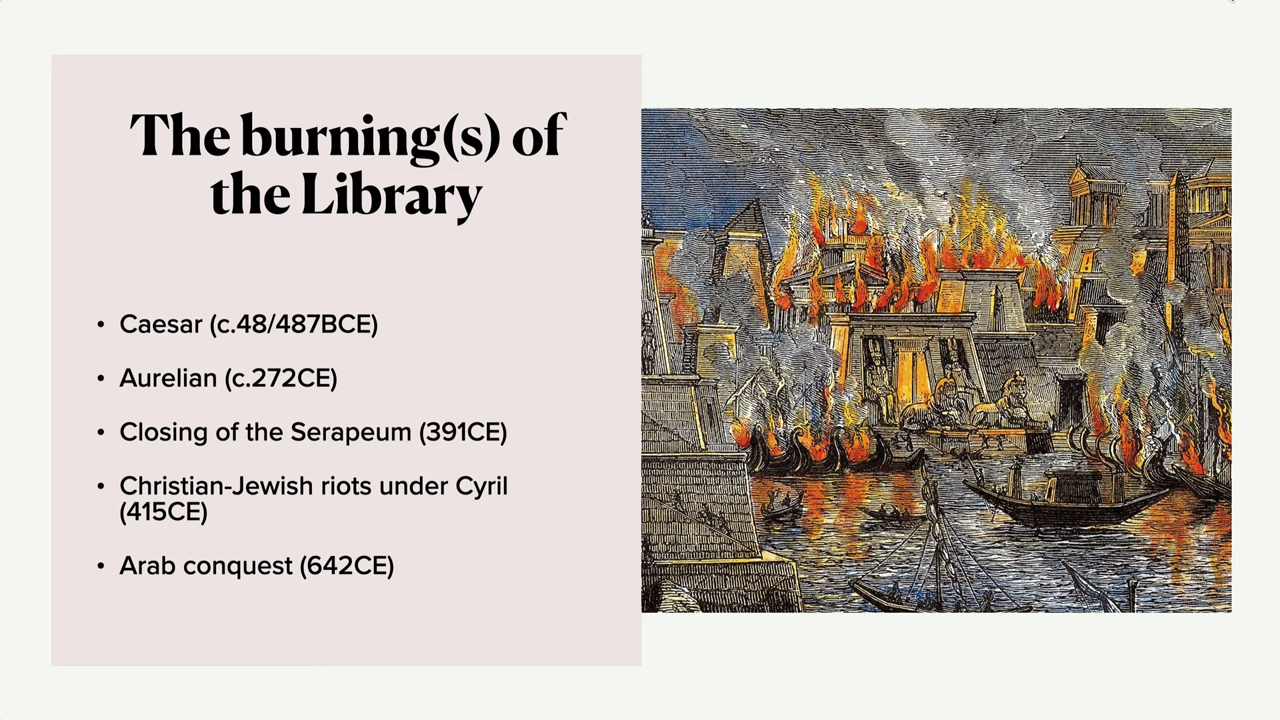 The burning(s) of
the Library
• Caesar (c.48/487BCE)
• Aurelian (c.272CE)
• Closing of the Serapeum (391CE)
• Christian-Jewish riots under Cyril
(415CE)
• Arab conquest (642CE)